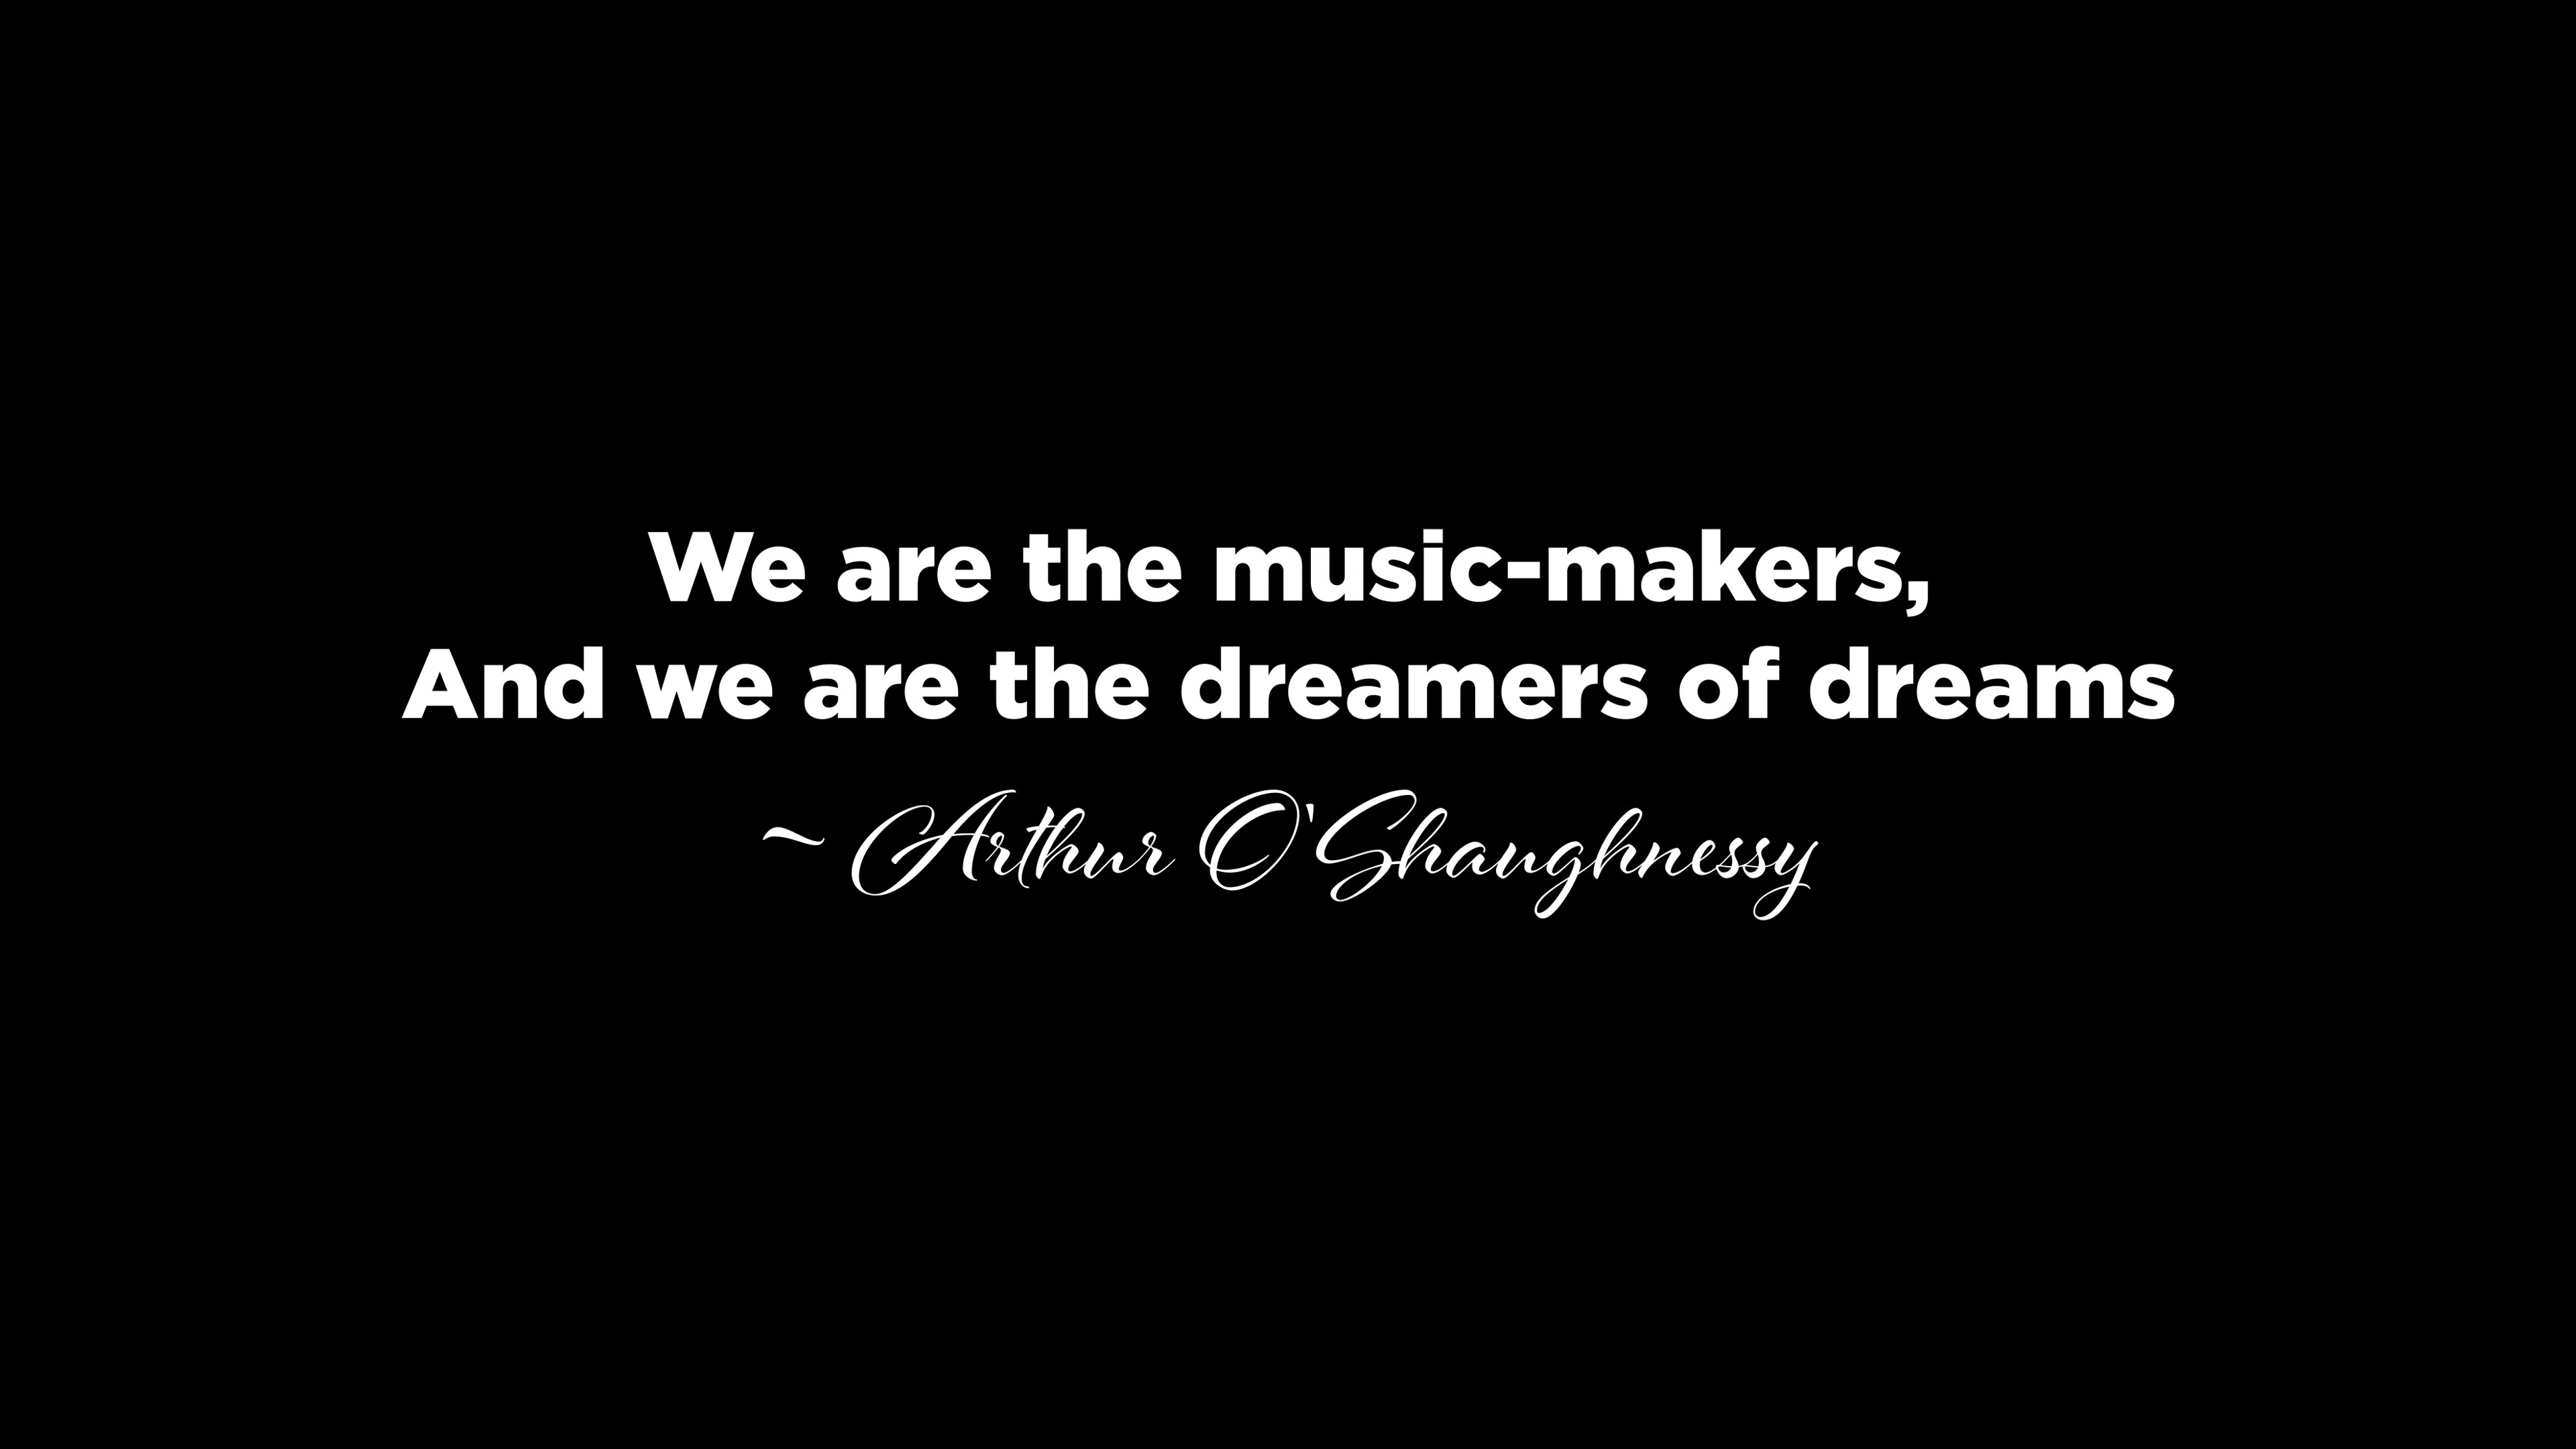 We are the music-makers,
And we are the dreamers of dreams
~ Arthur O'Shaughnessy